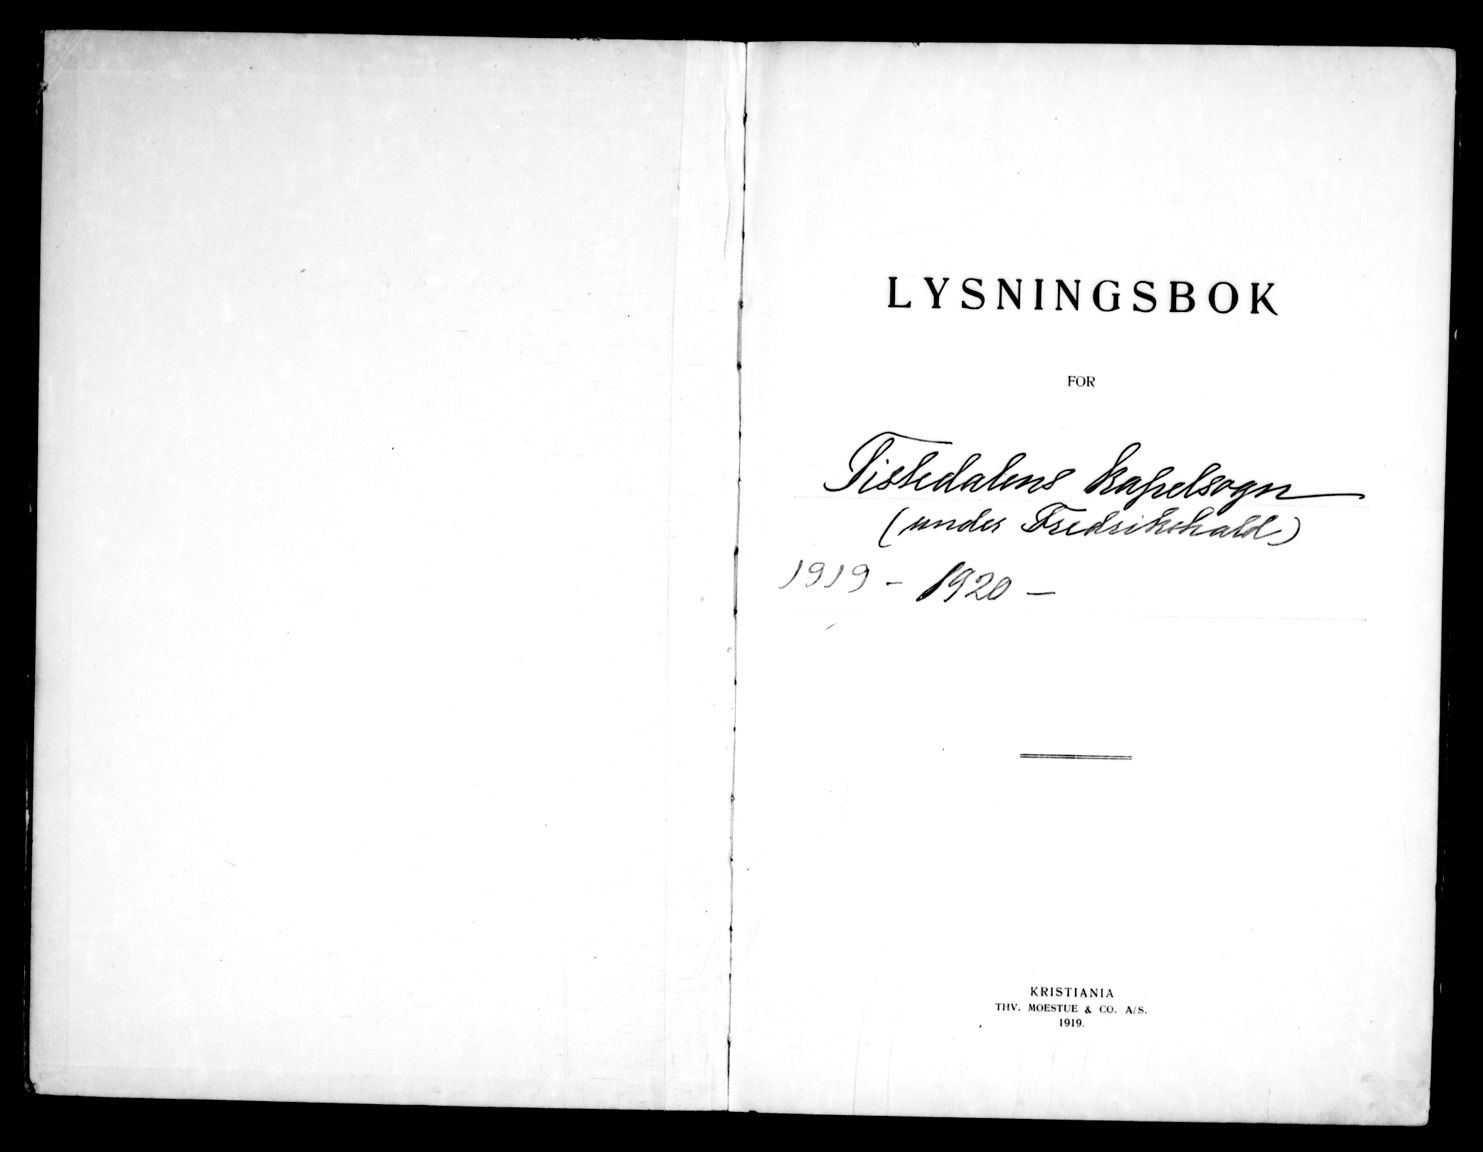 LYSNINGSBOK
FOR
Tistedalens kapelsogn
(under Fredrikshald)
1919 – 1920 –
KRISTIANIA
THV. MOESTUE & CO. A/S.
1919.